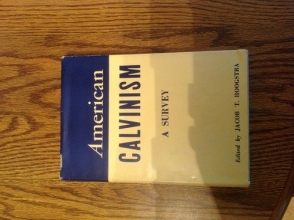 American
CALVINISM
A SURVEY
Edited by JACOB T. HOOGSTRA